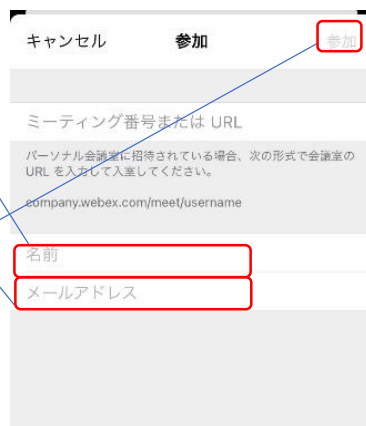 キャンセル 参加 参加
ミーティング番号または URL
パーソナル会議室に招待されている場合、次の形式で会議室の
URL を入力して入室してください。
company.webex.com/meet/username
名前
メールアドレス